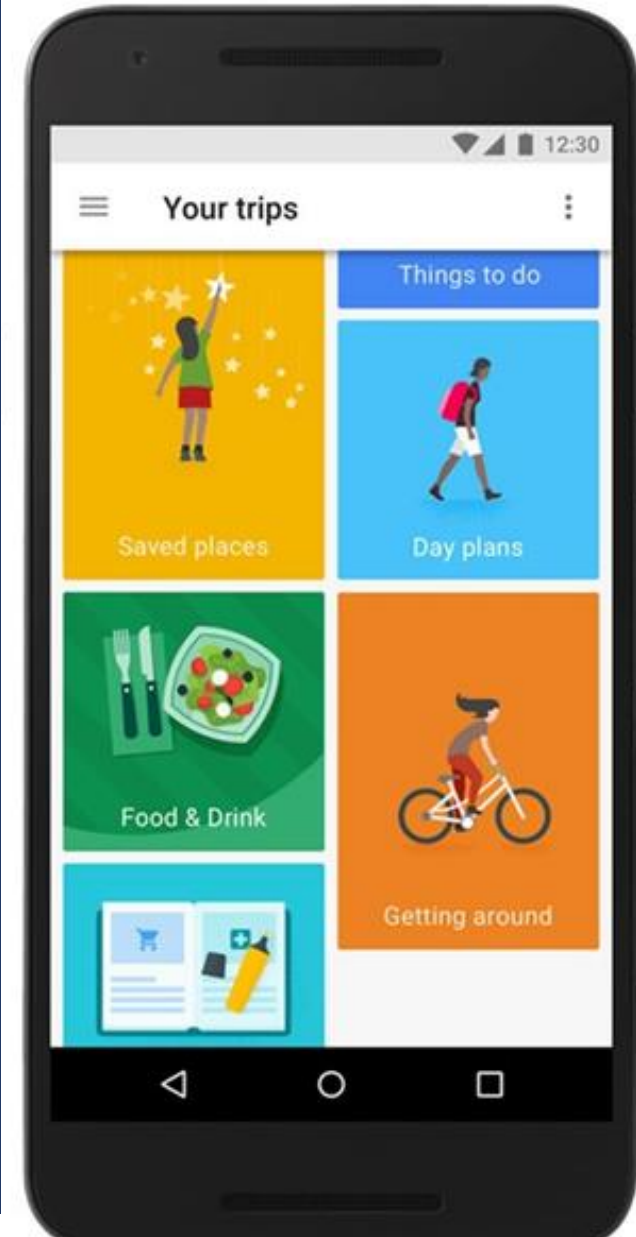 12:30
Your trips
Things to do
Saved places
Day plans
Food & Drink
Getting around